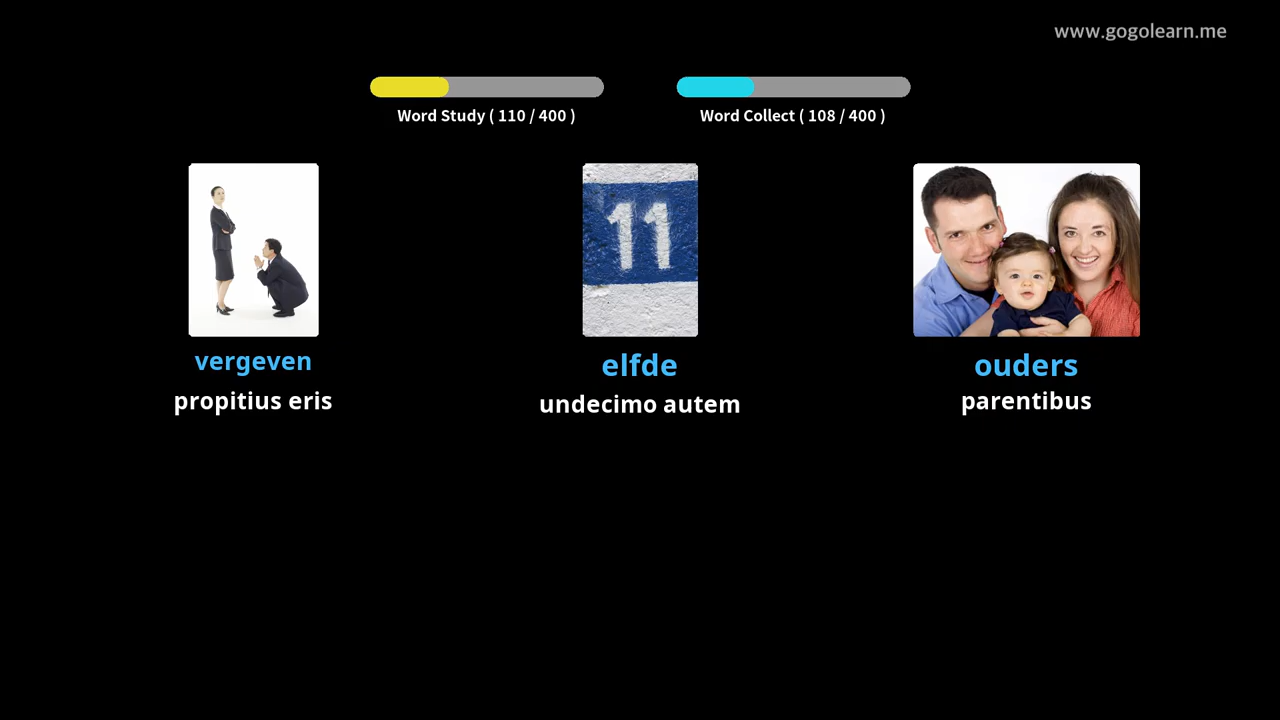 www.gogolearn.me
Word Study ( 110 / 400 )
Word Collect ( 108 / 400 )
11
vergeven
elfde
ouders
propitius eris
undecimo autem
parentibus